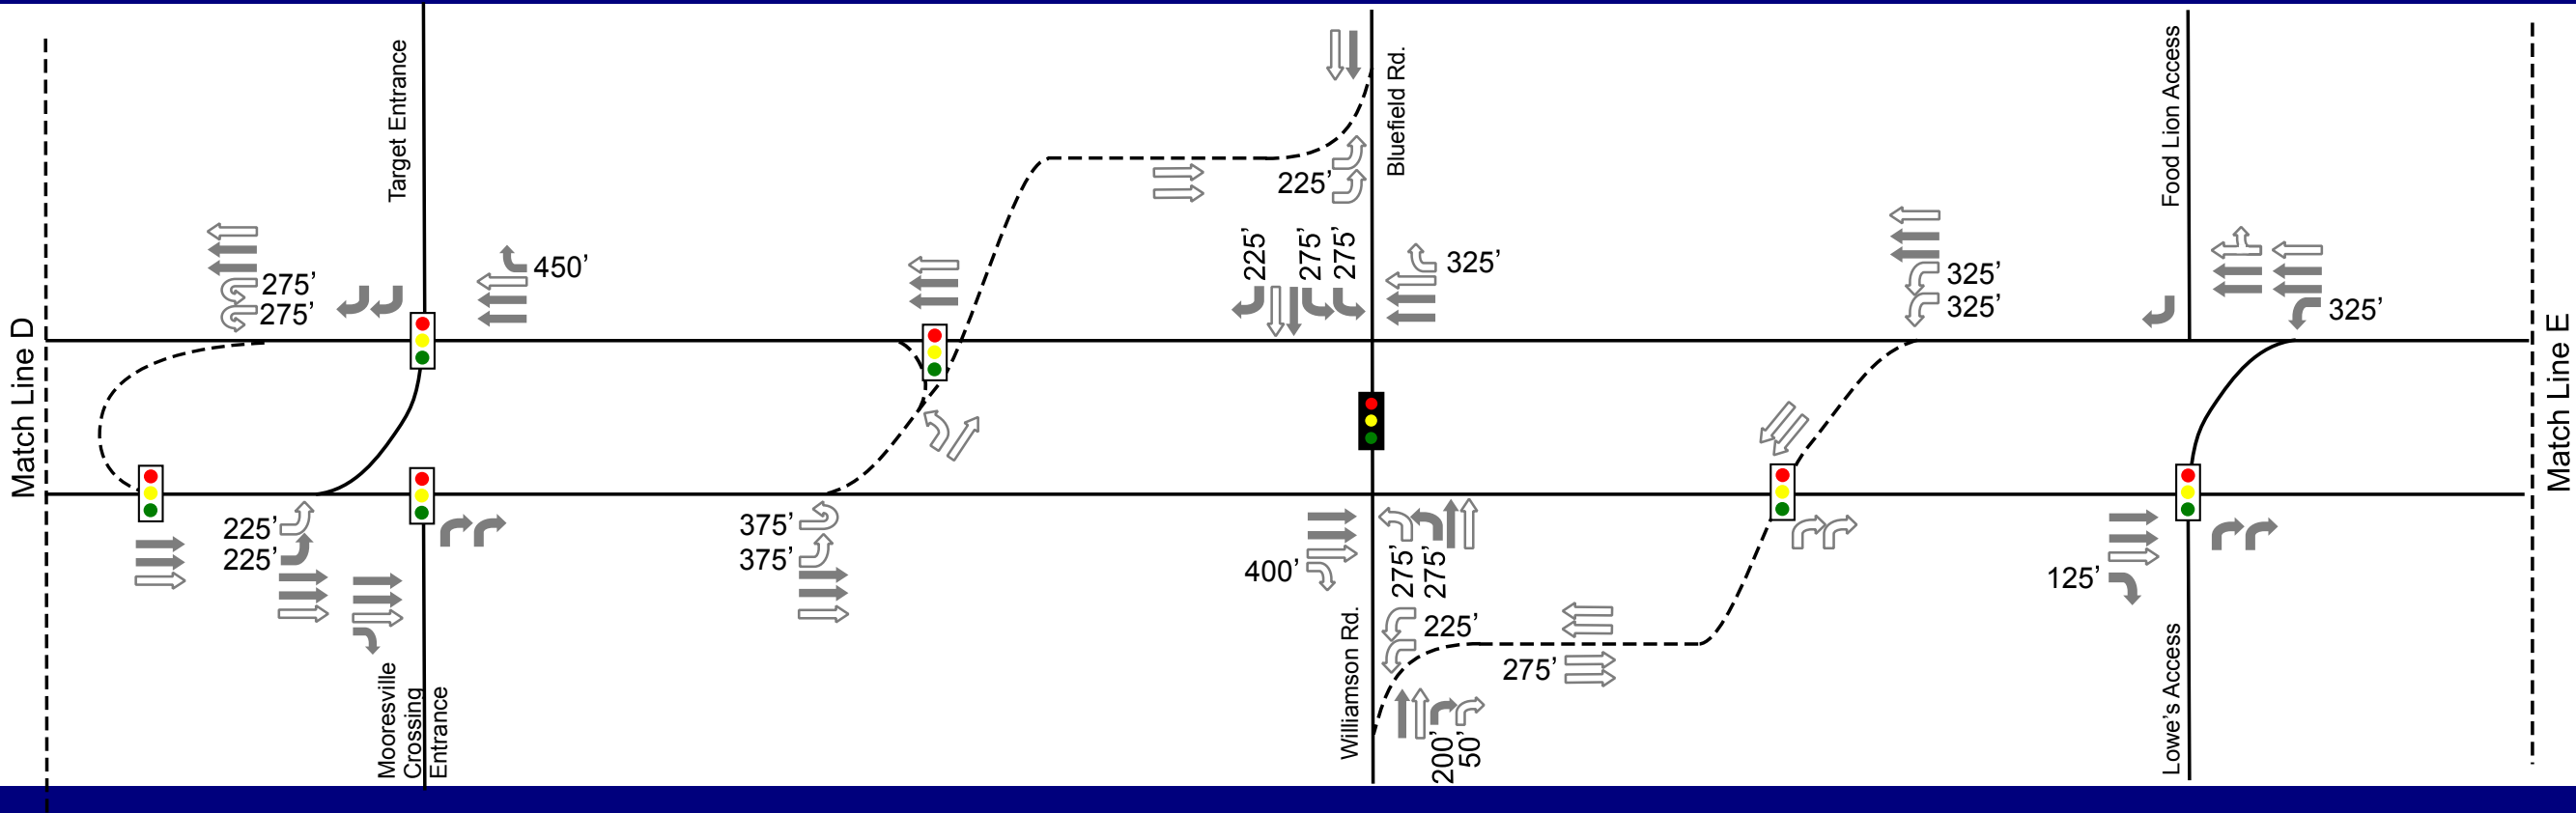 Match Line D
Target Entrance
275’
275’
450’
225’
225’
Mooresville
Crossing
Entrance
375’
375’
225’
Bluefield Rd.
225’
275’
275’
325’
400’
275’
275’
Williamson Rd.
225’
275’
200’
50’
325’
325’
Food Lion Access
325’
125’
Lowe’s Access
Match Line E